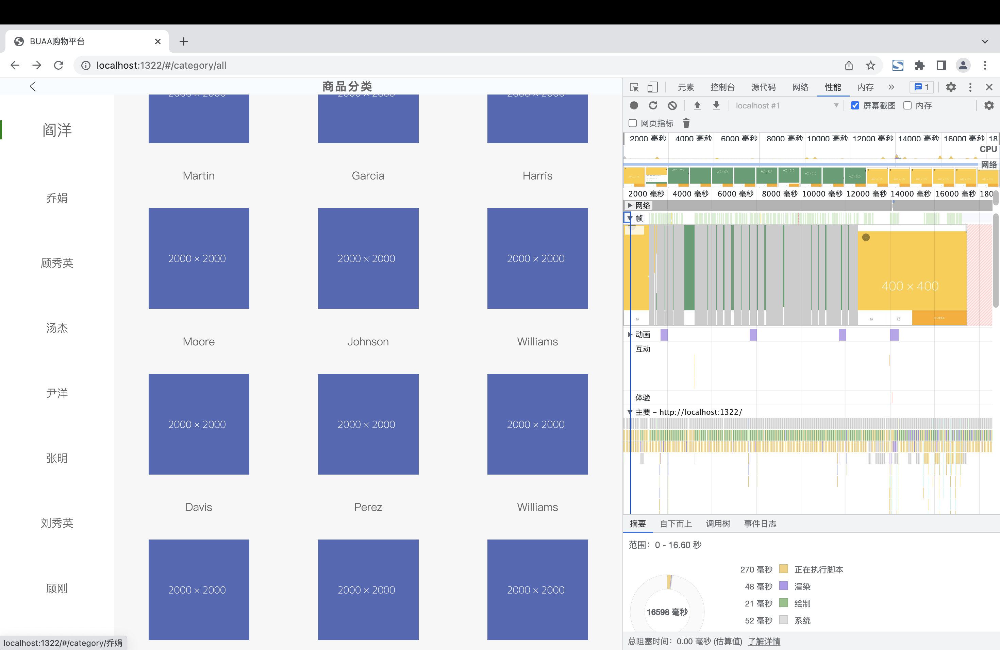 BUAA购物平台
localhost:1322/#/category/all
商品分类
阎洋
乔娟
顾秀英
汤杰
尹洋
张明
刘秀英
顾刚
2000 × 2000
2000 × 2000
2000 × 2000
Martin
Garcia
Harris
2000 × 2000
2000 × 2000
2000 × 2000
Moore
Johnson
Williams
2000 × 2000
2000 × 2000
2000 × 2000
Davis
Perez
Williams
2000 × 2000
2000 × 2000
2000 × 2000
localhost:1322/#/category/乔娟
元素
控制台
源代码
网络
性能
内存
1
localhost #1
屏幕截图
内存
网页指标
2000 毫秒
4000 毫秒
6000 毫秒
8000 毫秒
10000 毫秒
12000 毫秒
14000 毫秒
16000 毫秒
18
CPU
网络
2000 毫秒
4000 毫秒
6000 毫秒
8000 毫秒
10000 毫秒
12000 毫秒
14000 毫秒
16000 毫秒
180
网络
帧
400 × 400
动画
互动
体验
主要 – http://localhost:1322/
摘要
自下而上
调用树
事件日志
范围：0 - 16.60 秒
270 毫秒 正在执行脚本
48 毫秒 渲染
21 毫秒 绘制
52 毫秒 系统
16598 毫秒
总阻塞时间：0.00 毫秒 (估算值) 了解详情